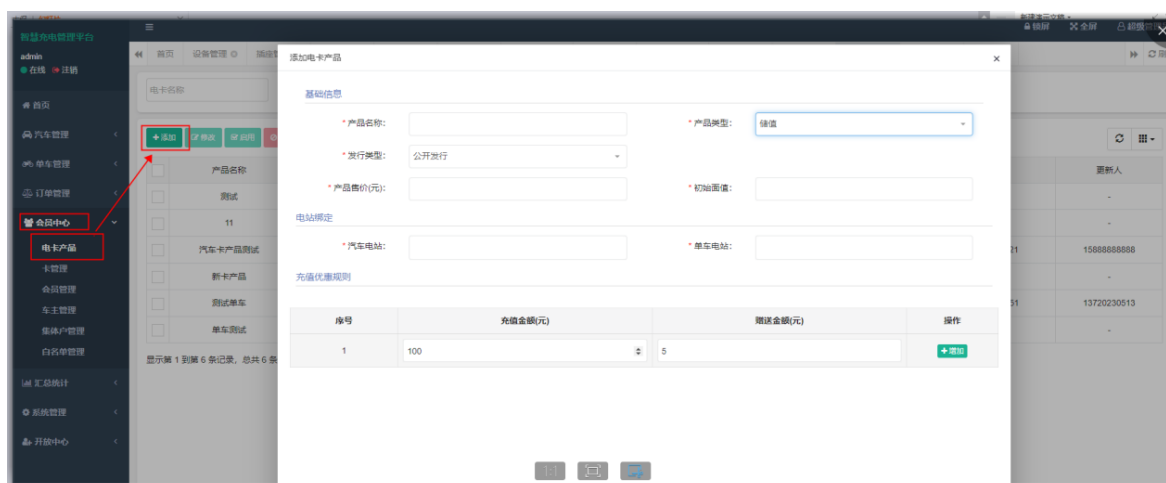 智慧充电管理平台
锁屏 全屏
admin
在线 注销
首页 设备管理
添加电卡产品
电卡名称
基础信息
首页
汽车管理
* 产品名称: * 产品类型: 储值
+添加 修改 启用
单车管理
* 发行类型: 公开发行
产品名称 更新人
订单管理
* 产品售价(元): * 初始面值:
测试 -
会员中心
电站绑定
11 -
电卡产品
* 汽车电站: * 单车电站:
汽车卡产品测试 21 15888888888
卡管理
充值优惠规则
新卡产品 -
会员管理
测试单车 51 13720230513
车主管理
序号 充值金额(元) 赠送金额(元) 操作
集体户管理
单车测试 -
1 100 5 +增加
白名单管理
显示第 1 到第 6 条记录，总共 6 条
汇总统计
系统管理
开放中心
1:1